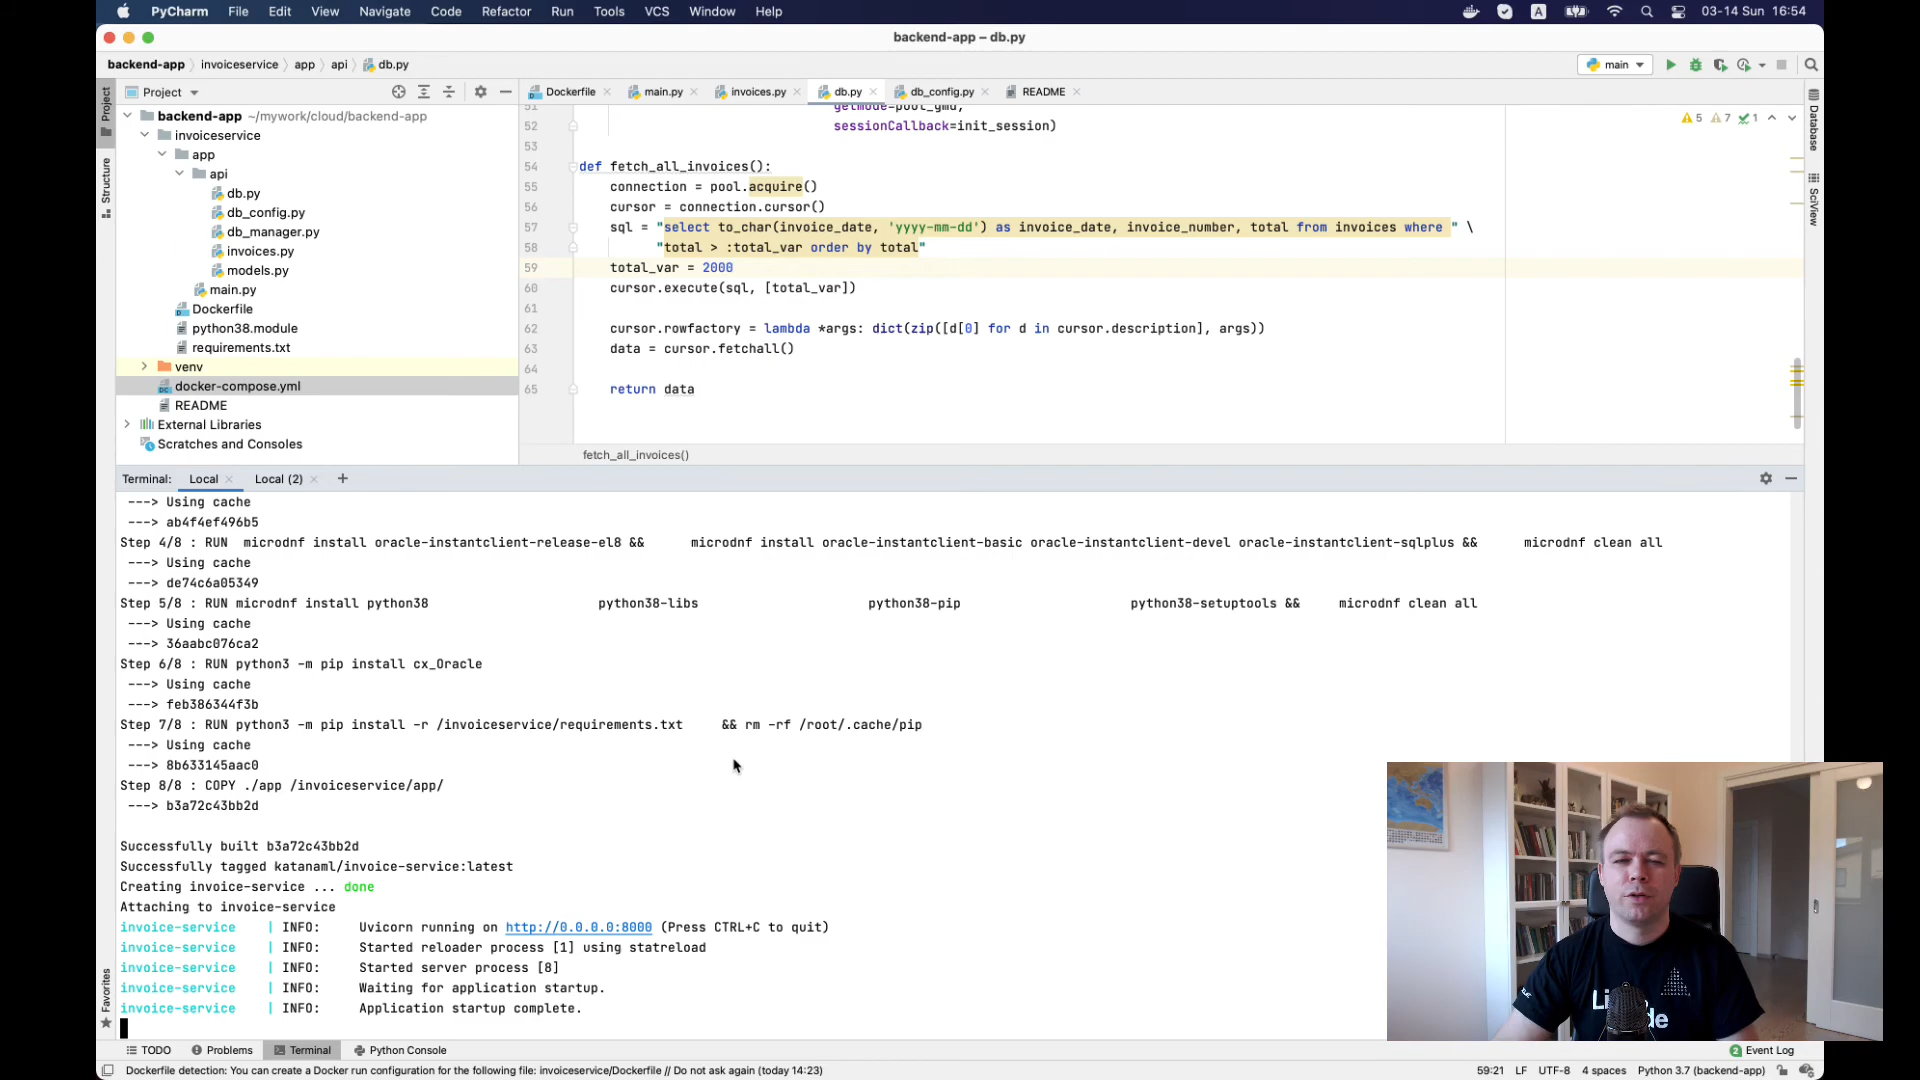 PyCharm File Edit View Navigate Code Refactor Run Tools VCS Window Help A 03-14 Sun 16:54
backend-app – db.py
backend-app invoiceservice app api db.py main
Project Dockerfile main.py invoices.py db.py db_config.py README
Project
Structure
Favorites
Database
SciView
backend-app ~/mywork/cloud/backend-app
invoiceservice
app
api
db.py
db_config.py
db_manager.py
invoices.py
models.py
main.py
Dockerfile
python38.module
requirements.txt
venv
docker-compose.yml
README
External Libraries
Scratches and Consoles
5 7 1
51 getmode=pool_gmd,
52 sessionCallback=init_session)
53
54 def fetch_all_invoices():
55 connection = pool.acquire()
56 cursor = connection.cursor()
57 sql = "select to_char(invoice_date, 'yyyy-mm-dd') as invoice_date, invoice_number, total from invoices where " \
58 "total > :total_var order by total"
59 total_var = 2000
60 cursor.execute(sql, [total_var])
61
62 cursor.rowfactory = lambda *args: dict(zip([d[0] for d in cursor.description], args))
63 data = cursor.fetchall()
64
65 return data
fetch_all_invoices()
Terminal: Local Local (2) +
---> Using cache
---> ab4f4ef496b5
Step 4/8 : RUN microdnf install oracle-instantclient-release-el8 && microdnf install oracle-instantclient-basic oracle-instantclient-devel oracle-instantclient-sqlplus && microdnf clean all
---> Using cache
---> de74c6a05349
Step 5/8 : RUN microdnf install python38 python38-libs python38-pip python38-setuptools && microdnf clean all
---> Using cache
---> 36aabc076ca2
Step 6/8 : RUN python3 -m pip install cx_Oracle
---> Using cache
---> feb386344f3b
Step 7/8 : RUN python3 -m pip install -r /invoiceservice/requirements.txt && rm -rf /root/.cache/pip
---> Using cache
---> 8b633145aac0
Step 8/8 : COPY ./app /invoiceservice/app/
---> b3a72c43bb2d
Successfully built b3a72c43bb2d
Successfully tagged katanaml/invoice-service:latest
Creating invoice-service ... done
Attaching to invoice-service
invoice-service | INFO: Uvicorn running on http://0.0.0.0:8000 (Press CTRL+C to quit)
invoice-service | INFO: Started reloader process [1] using statreload
invoice-service | INFO: Started server process [8]
invoice-service | INFO: Waiting for application startup.
invoice-service | INFO: Application startup complete.
TODO Problems Terminal Python Console 2 Event Log
Dockerfile detection: You can create a Docker run configuration for the following file: invoiceservice/Dockerfile // Do not ask again (today 14:23) 59:21 LF UTF-8 4 spaces Python 3.7 (backend-app)